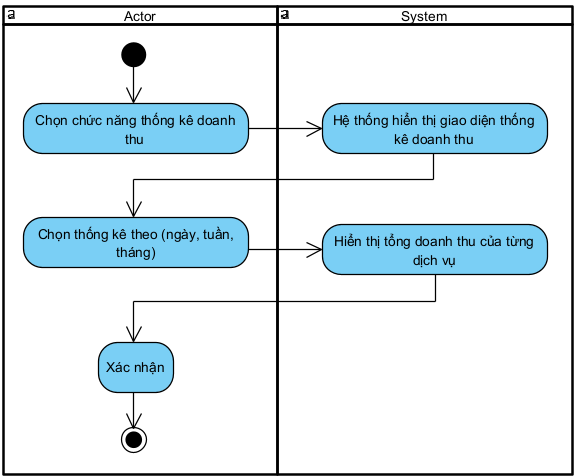 a
Actor
a
System
Chọn chức năng thống kê doanh
thu
Hệ thống hiển thị giao diện thống
kê doanh thu
Chọn thống kê theo (ngày, tuần,
tháng)
Hiển thị tổng doanh thu của từng
dịch vụ
Xác nhận